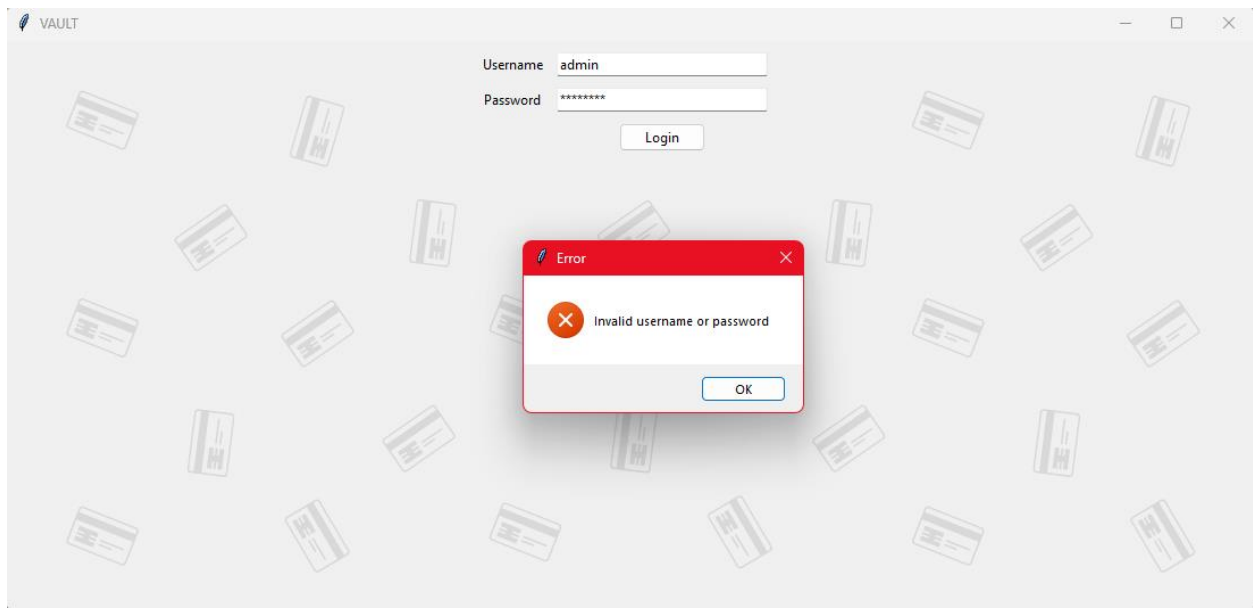 VAULT
Username admin
Password ********
Login
Error
Invalid username or password
OK